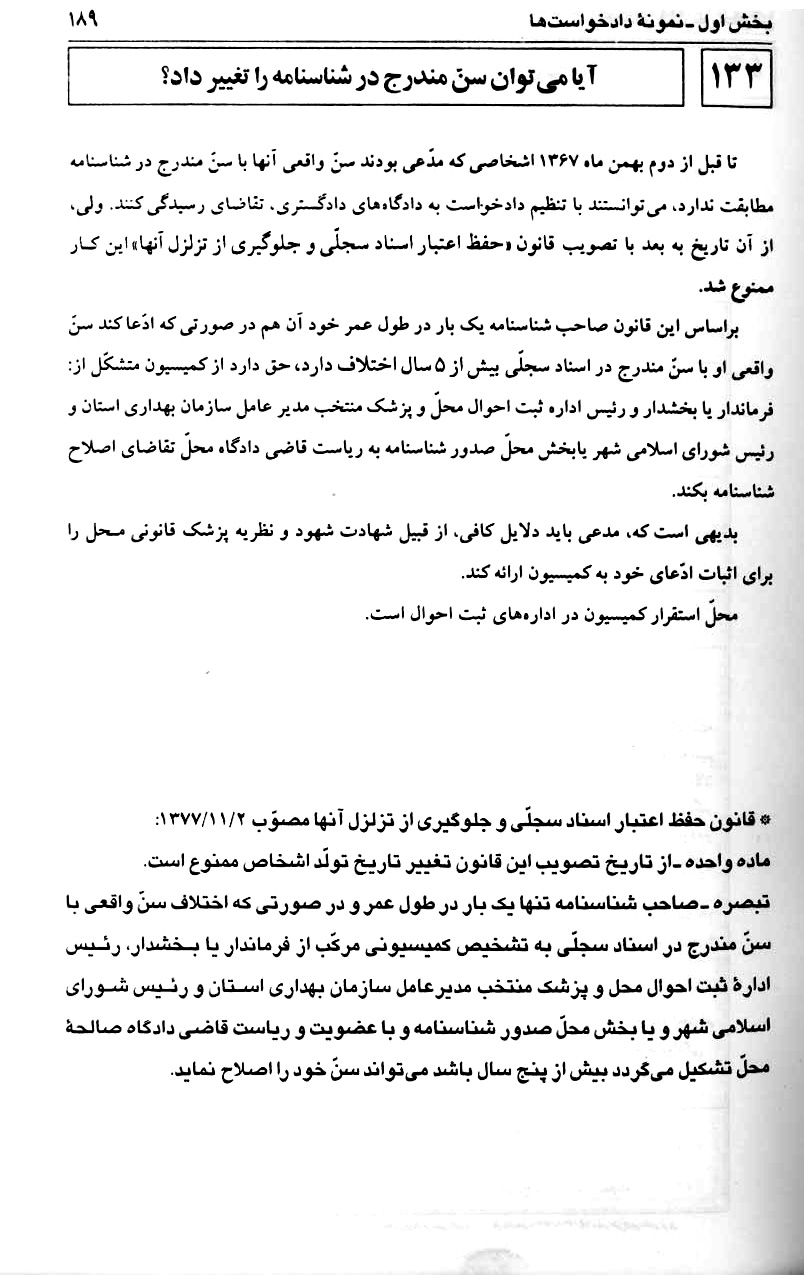 بخش اول ـ نمونهٔ دادخواست‌ها
۱۸۹
۱۳۳
آیا می‌توان سنّ مندرج در شناسنامه را تغییر داد؟
تا قبل از دوم بهمن ماه ۱۳۶۷ اشخاصی که مدّعی بودند سنّ واقعی آنها با سنّ مندرج در شناسنامه
مطابقت ندارد، می‌توانستند با تنظیم دادخواست به دادگاه‌های دادگستری، تقاضای رسیدگی کنند. ولی،
از آن تاریخ به بعد با تصویب قانون «حفظ اعتبار اسناد سجلّی و جلوگیری از تزلزل آنها» این کار
ممنوع شد.
براساس این قانون صاحب شناسنامه یک بار در طول عمر خود آن هم در صورتی که ادّعا کند سنّ
واقعی او با سنّ مندرج در اسناد سجلّی بیش از ۵ سال اختلاف دارد، حق دارد از کمیسیون متشکّل از:
فرماندار یا بخشدار و رئیس اداره ثبت احوال محلّ و پزشک منتخب مدیر عامل سازمان بهداری استان و
رئیس شورای اسلامی شهر یابخش محلّ صدور شناسنامه به ریاست قاضی دادگاه محلّ تقاضای اصلاح
شناسنامه بکند.
بدیهی است که، مدعی باید دلایل کافی، از قبیل شهادت شهود و نظریه پزشک قانونی محل را
برای اثبات ادّعای خود به کمیسیون ارائه کند.
محلّ استقرار کمیسیون در اداره‌های ثبت احوال است.
* قانون حفظ اعتبار اسناد سجلّی و جلوگیری از تزلزل آنها مصوّب ۱۳۷۷/۱۱/۲:
ماده واحده ـ از تاریخ تصویب این قانون تغییر تاریخ تولّد اشخاص ممنوع است.
تبصره ـ صاحب شناسنامه تنها یک بار در طول عمر و در صورتی که اختلاف سنّ واقعی با
سنّ مندرج در اسناد سجلّی به تشخیص کمیسیونی مرکّب از فرماندار یا بخشدار، رئیس
ادارهٔ ثبت احوال محل و پزشک منتخب مدیرعامل سازمان بهداری استان و رئیس شورای
اسلامی شهر و یا بخش محلّ صدور شناسنامه و با عضویت و ریاست قاضی دادگاه صالحهٔ
محلّ تشکیل می‌گردد بیش از پنج سال باشد می‌تواند سنّ خود را اصلاح نماید.